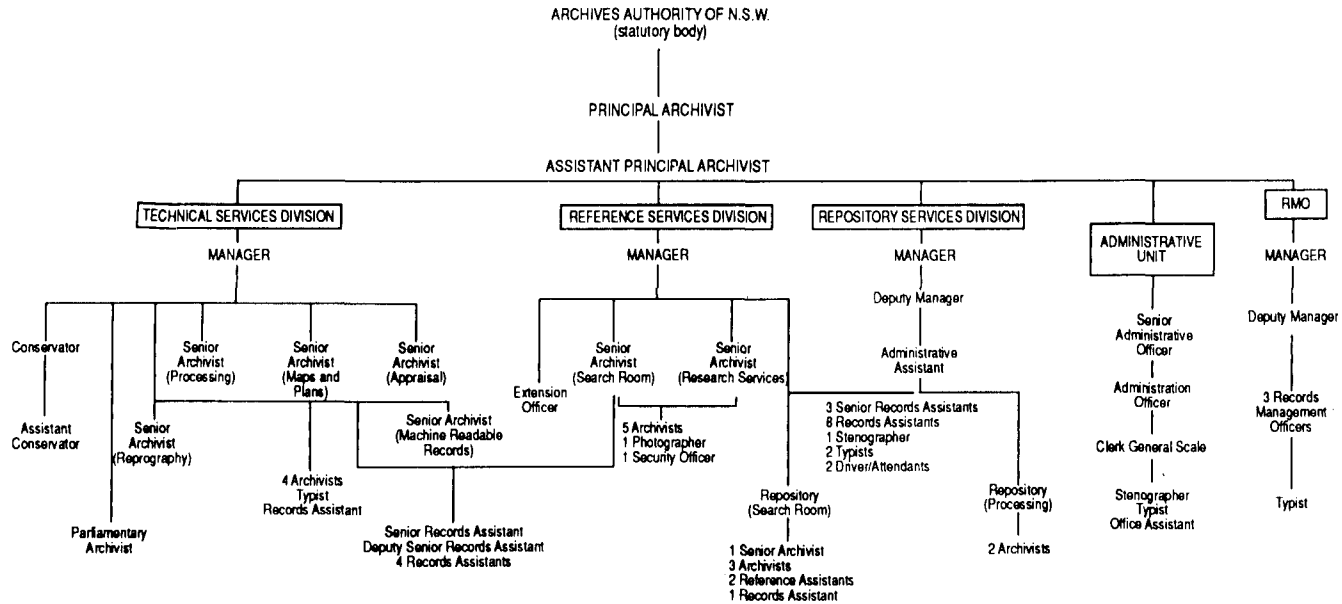 ARCHIVES AUTHORITY OF N.S.W.
(statutory body)
PRINCIPAL ARCHIVIST
ASSISTANT PRINCIPAL ARCHIVIST
TECHNICAL SERVICES DIVISION
MANAGER
Conservator
Assistant
Conservator
Parliamentary
Archivist
Senior
Archivist
(Reprography)
Senior
Archivist
(Processing)
Senior
Archivist
(Maps and
Plans)
Senior
Archivist
(Appraisal)
Senior Archivist
(Machine Readable
Records)
4 Archivists
Typist
Records Assistant
Senior Records Assistant
Deputy Senior Records Assistant
4 Records Assistants
REFERENCE SERVICES DIVISION
MANAGER
Extension
Officer
Senior
Archivist
(Search Room)
Senior
Archivist
(Research Services)
5 Archivists
1 Photographer
1 Security Officer
Repository
(Search Room)
1 Senior Archivist
3 Archivists
2 Reference Assistants
1 Records Assistant
REPOSITORY SERVICES DIVISION
MANAGER
Deputy Manager
Administrative
Assistant
3 Senior Records Assistants
8 Records Assistants
1 Stenographer
2 Typists
2 Driver/Attendants
Repository
(Processing)
2 Archivists
ADMINISTRATIVE
UNIT
Senior
Administrative
Officer
Administration
Officer
Clerk General Scale
Stenographer
Typist
Office Assistant
RMO
MANAGER
Deputy Manager
3 Records
Management
Officers
Typist